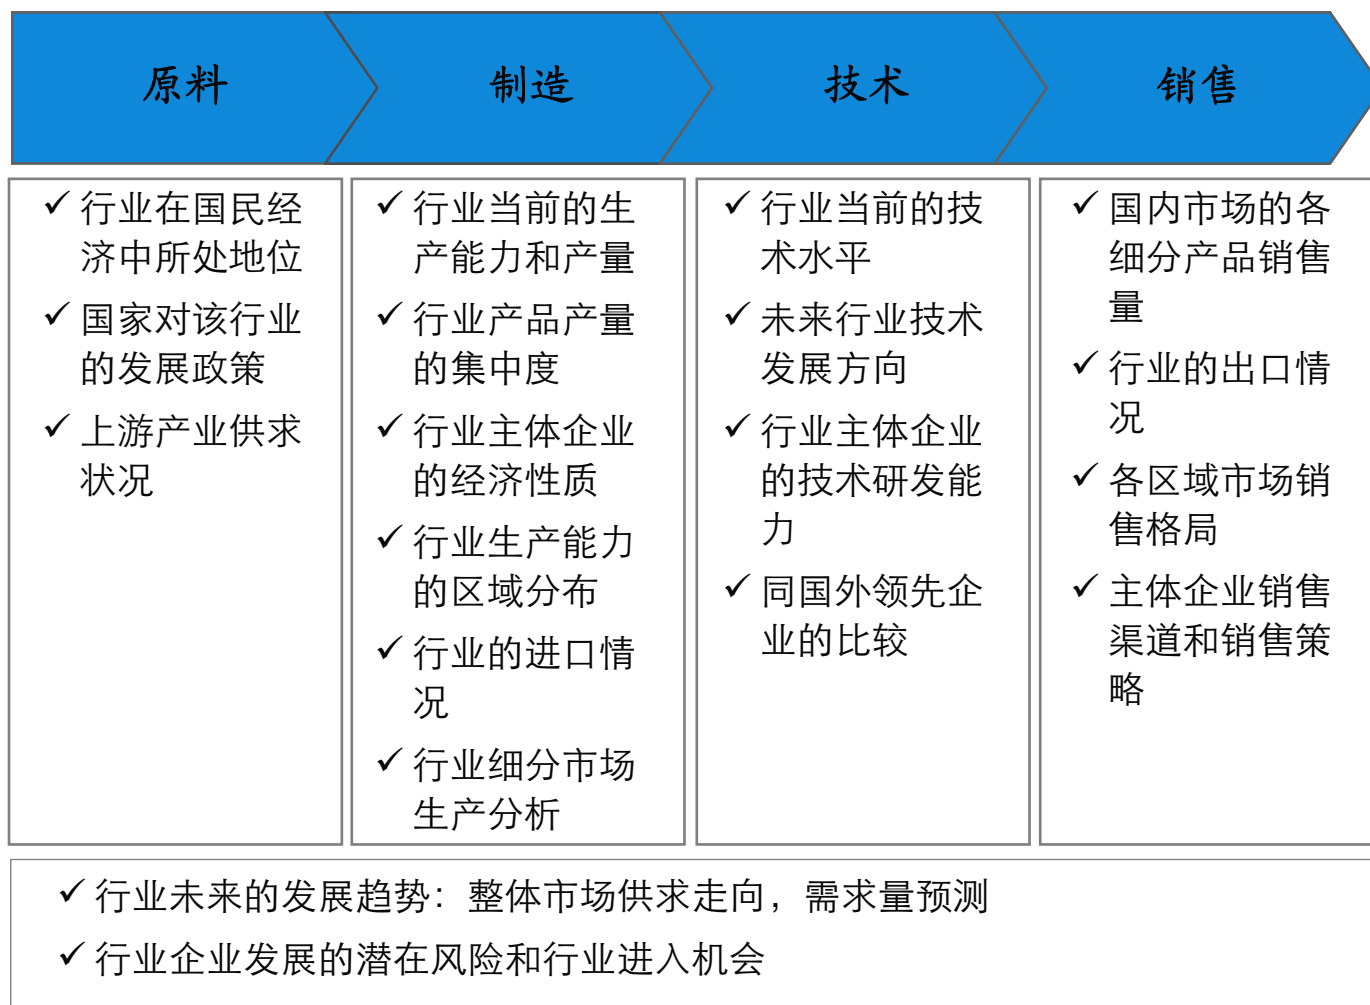 原料
制造
技术
销售
✓ 行业在国民经
济中所处地位
✓ 国家对该行业
的发展政策
✓ 上游产业供求
状况
✓ 行业当前的生
产能力和产量
✓ 行业产品产量
的集中度
✓ 行业主体企业
的经济性质
✓ 行业生产能力
的区域分布
✓ 行业的进口情
况
✓ 行业细分市场
生产分析
✓ 行业当前的技
术水平
✓ 未来行业技术
发展方向
✓ 行业主体企业
的技术研发能
力
✓ 同国外领先企
业的比较
✓ 国内市场的各
细分产品销售
量
✓ 行业的出口情
况
✓ 各区域市场销
售格局
✓ 主体企业销售
渠道和销售策
略
✓ 行业未来的发展趋势：整体市场供求走向，需求量预测
✓ 行业企业发展的潜在风险和行业进入机会